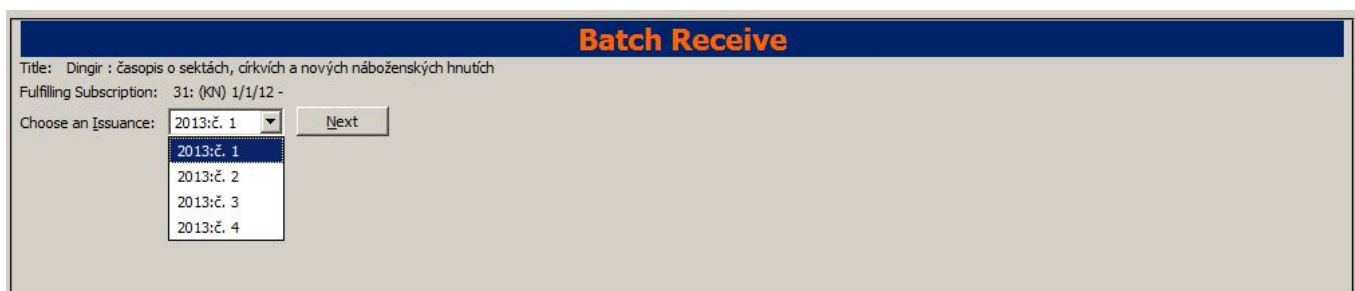 Batch Receive
Title: Dingir : časopis o sektách, církvích a nových náboženských hnutích
Fulfilling Subscription: 31: (KN) 1/1/12 -
Choose an Issuance: 2013:č. 1 Next
2013:č. 1
2013:č. 2
2013:č. 3
2013:č. 4